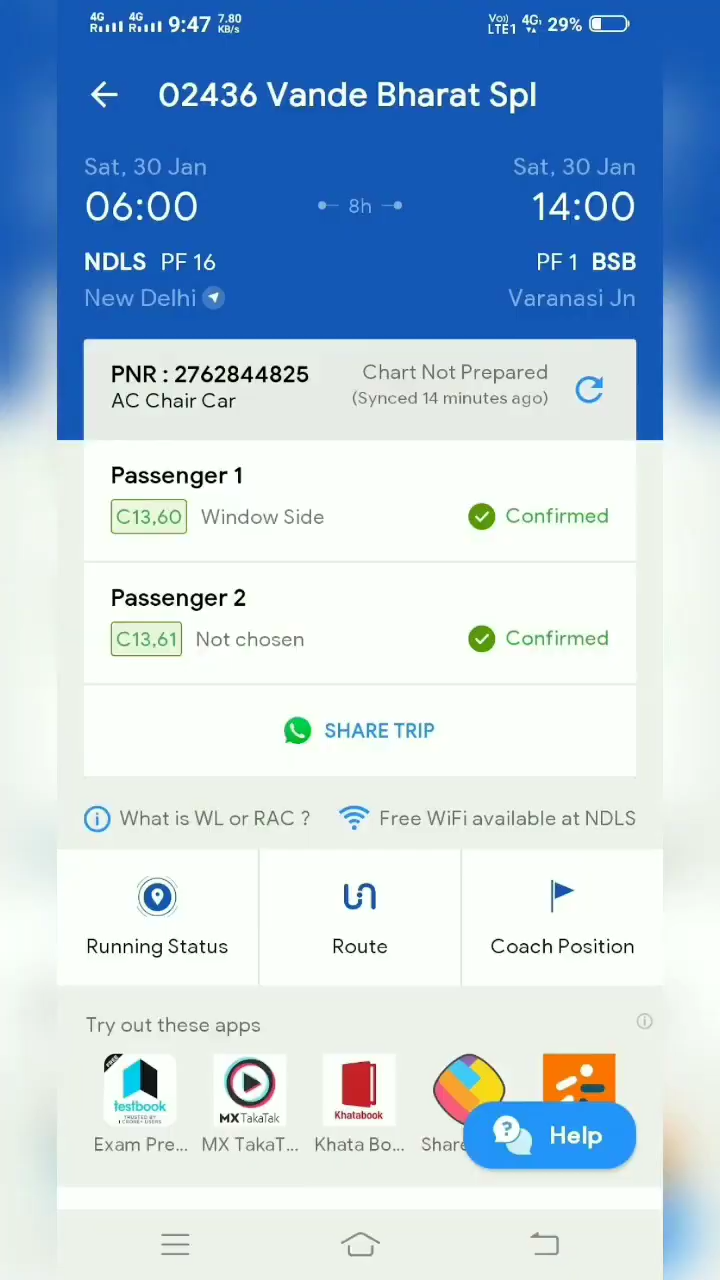 4G R 4G R 9:47 7.80 KB/s Vo) LTE1 4G 29%
02436 Vande Bharat Spl
Sat, 30 Jan Sat, 30 Jan
06:00 8h 14:00
NDLS PF 16 PF 1 BSB
New Delhi Varanasi Jn
PNR : 2762844825 Chart Not Prepared
AC Chair Car (Synced 14 minutes ago)
Passenger 1
C13,60 Window Side Confirmed
Passenger 2
C13,61 Not chosen Confirmed
SHARE TRIP
What is WL or RAC ? Free WiFi available at NDLS
Running Status Route Coach Position
Try out these apps
testbook
MXTakaTak
Khatabook
Exam Pre... MX TakaT... Khata Bo... Share
Help